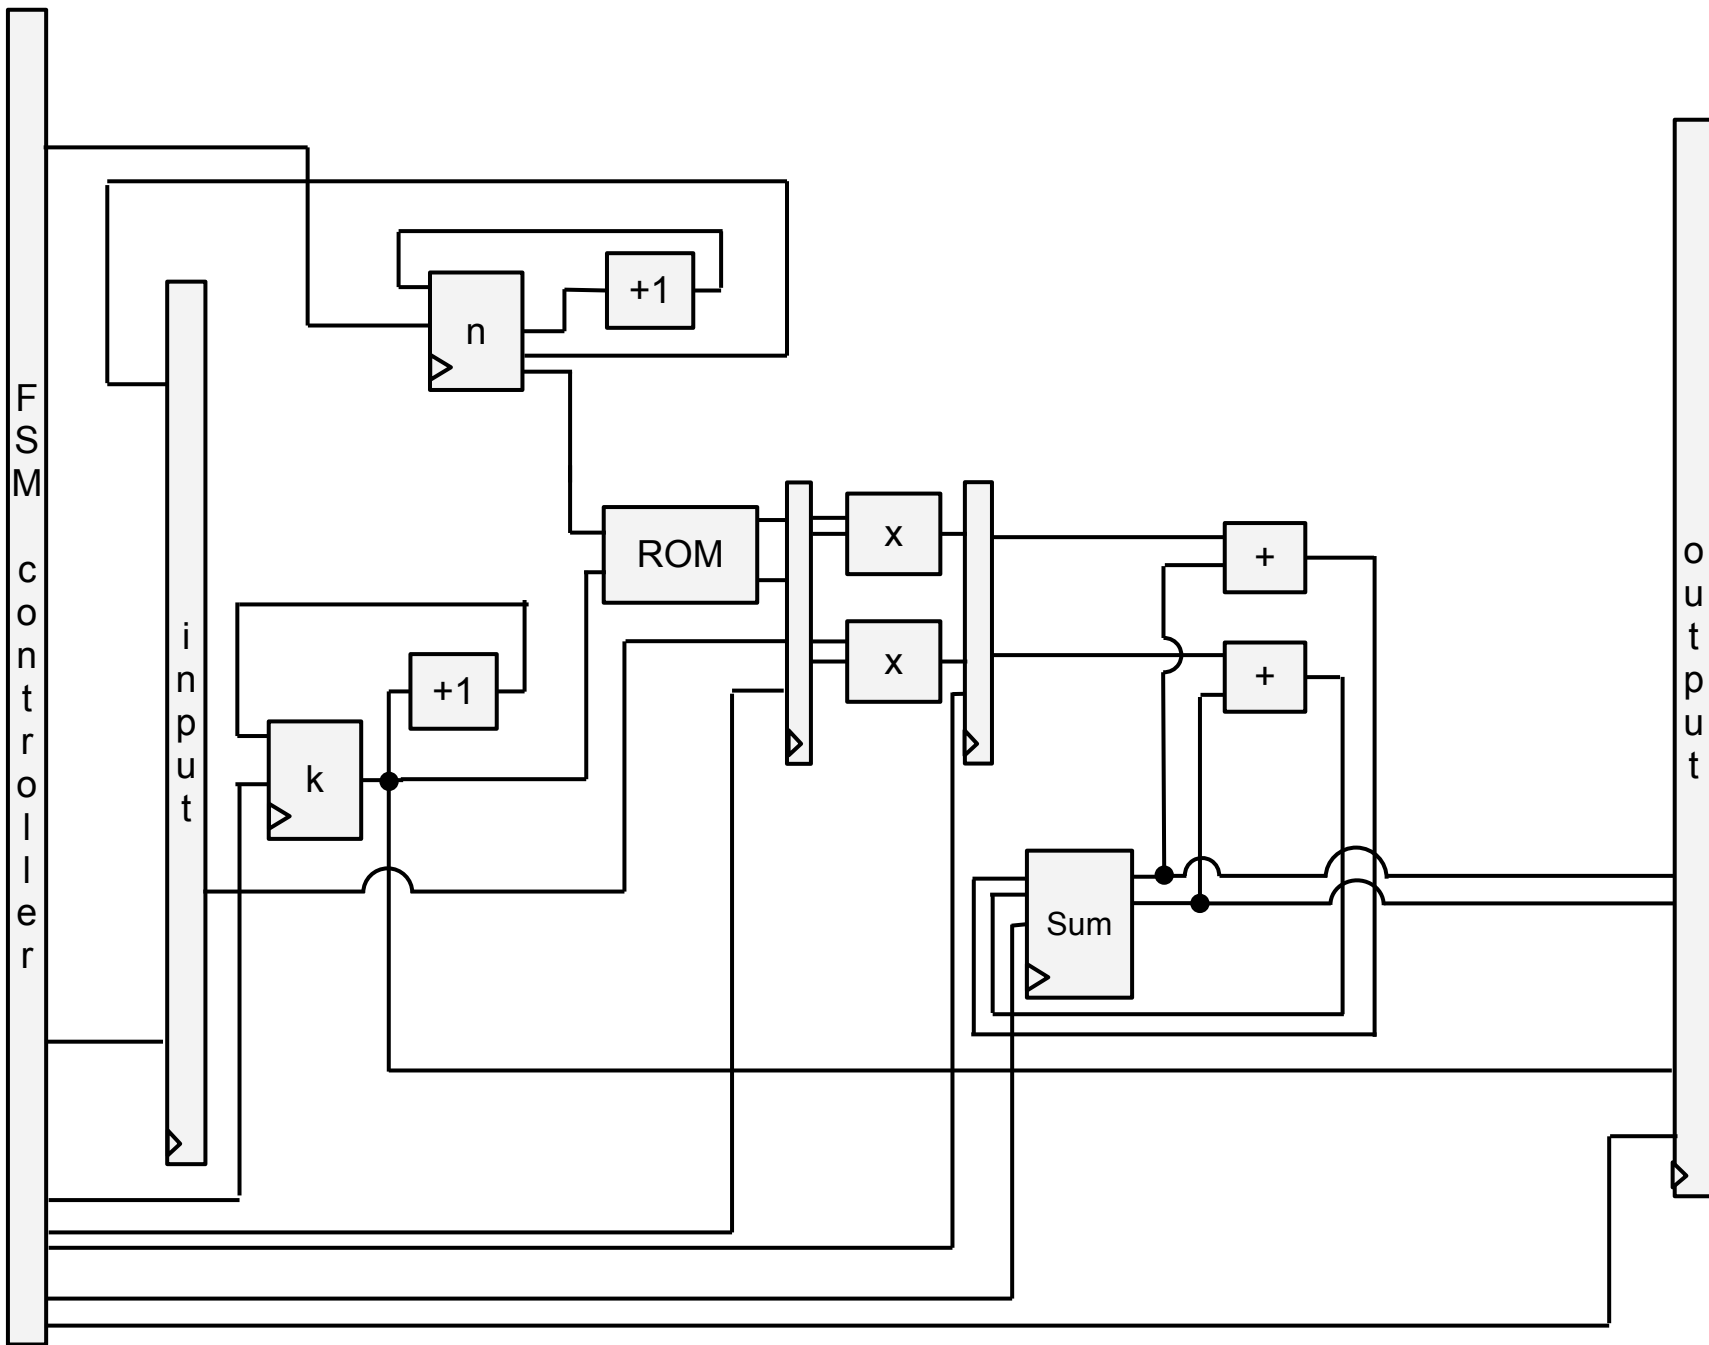 FSM controller
input
n
+1
ROM
x
x
+1
k
+
+
Sum
output